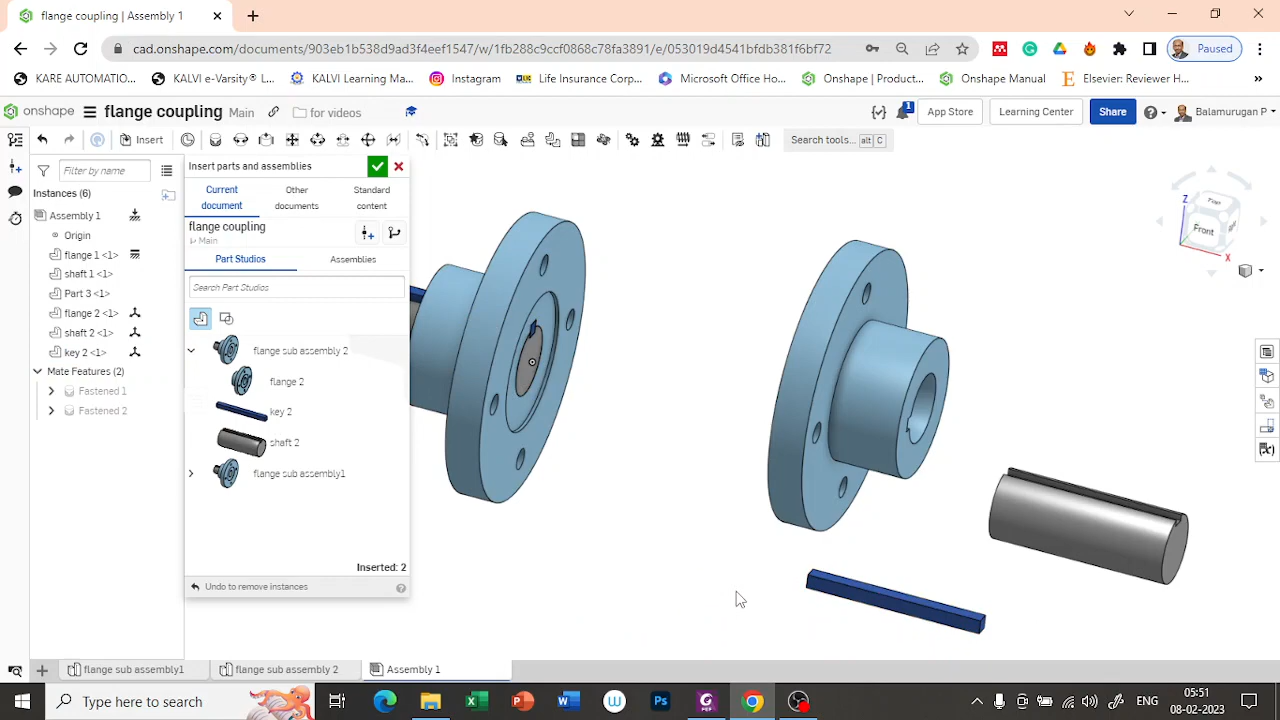 flange coupling | Assembly 1
cad.onshape.com/document/903eb1b538d9ad3f4eef1547/w/1fb288c9ccf0868c78fa3891/e/053019d4541bfdb381f6bf72
Paused
KARE AUTOMATIO...
KALVI e-Varsity ® L...
KALVI Learning Ma...
Instagram
Life Insurance Corp...
Microsoft Office Ho...
Onshape | Product...
Onshape Manual
Elsevier: Reviewer H...
»
onshape
flange coupling
Main
for videos
1
App Store
Learning Center
Share
Balamurugan P
Insert
Search tools... alt C
Filter by name
Instances (6)
Assembly 1
Origin
flange 1 <1>
shaft 1 <1>
Part 3 <1>
flange 2 <1>
shaft 2 <1>
key 2 <1>
Mate Features (2)
Fastened 1
Fastened 2
Insert parts and assemblies
Current document
Other documents
Standard content
flange coupling
Main
Part Studios
Assemblies
Search Part Studios
flange sub assembly 2
flange 2
key 2
shaft 2
flange sub assembly1
Inserted: 2
Undo to remove instances
Z
Top
Front
X
flange sub assembly1
flange sub assembly 2
Assembly 1
Type here to search
ENG
05:51
08-02-2023